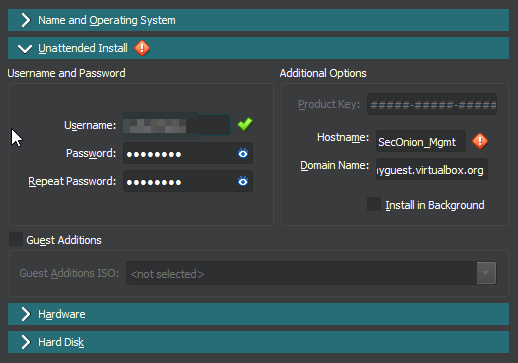 Name and Operating System
Unattended Install
Username and Password
Additional Options
Product Key: #####-#####-#####
Username:
Hostname: SecOnion_Mgmt
Password: ●●●●●●●●
Domain Name: yguest.virtualbox.org
Repeat Password: ●●●●●●●●
Install in Background
Guest Additions
Guest Additions ISO: <not selected>
Hardware
Hard Disk